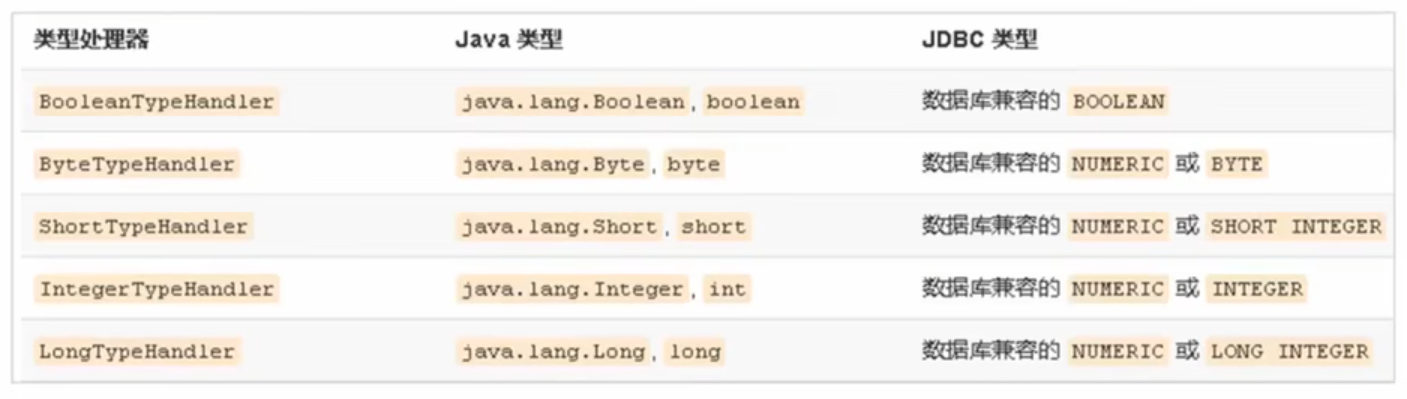 类型处理器 Java 类型 JDBC 类型
BooleanTypeHandler java.lang.Boolean, boolean 数据库兼容的 BOOLEAN
ByteTypeHandler java.lang.Byte, byte 数据库兼容的 NUMERIC 或 BYTE
ShortTypeHandler java.lang.Short, short 数据库兼容的 NUMERIC 或 SHORT INTEGER
IntegerTypeHandler java.lang.Integer, int 数据库兼容的 NUMERIC 或 INTEGER
LongTypeHandler java.lang.Long, long 数据库兼容的 NUMERIC 或 LONG INTEGER